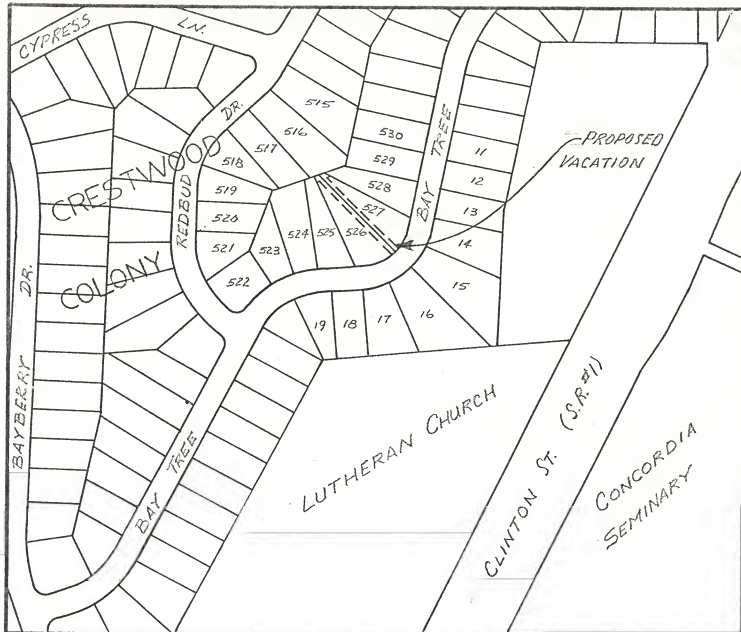 CYPRESS LN.
REDBUD DR.
CRESTWOOD
COLONY
BAYBERRY DR.
BAY TREE
BAY TREE
PROPOSED
VACATION
515
516
517
518
519
520
521
522
523
524
525
526
527
528
529
530
11
12
13
14
15
16
17
18
19
LUTHERAN CHURCH
CLINTON ST. (S.R.#1)
CONCORDIA
SEMINARY